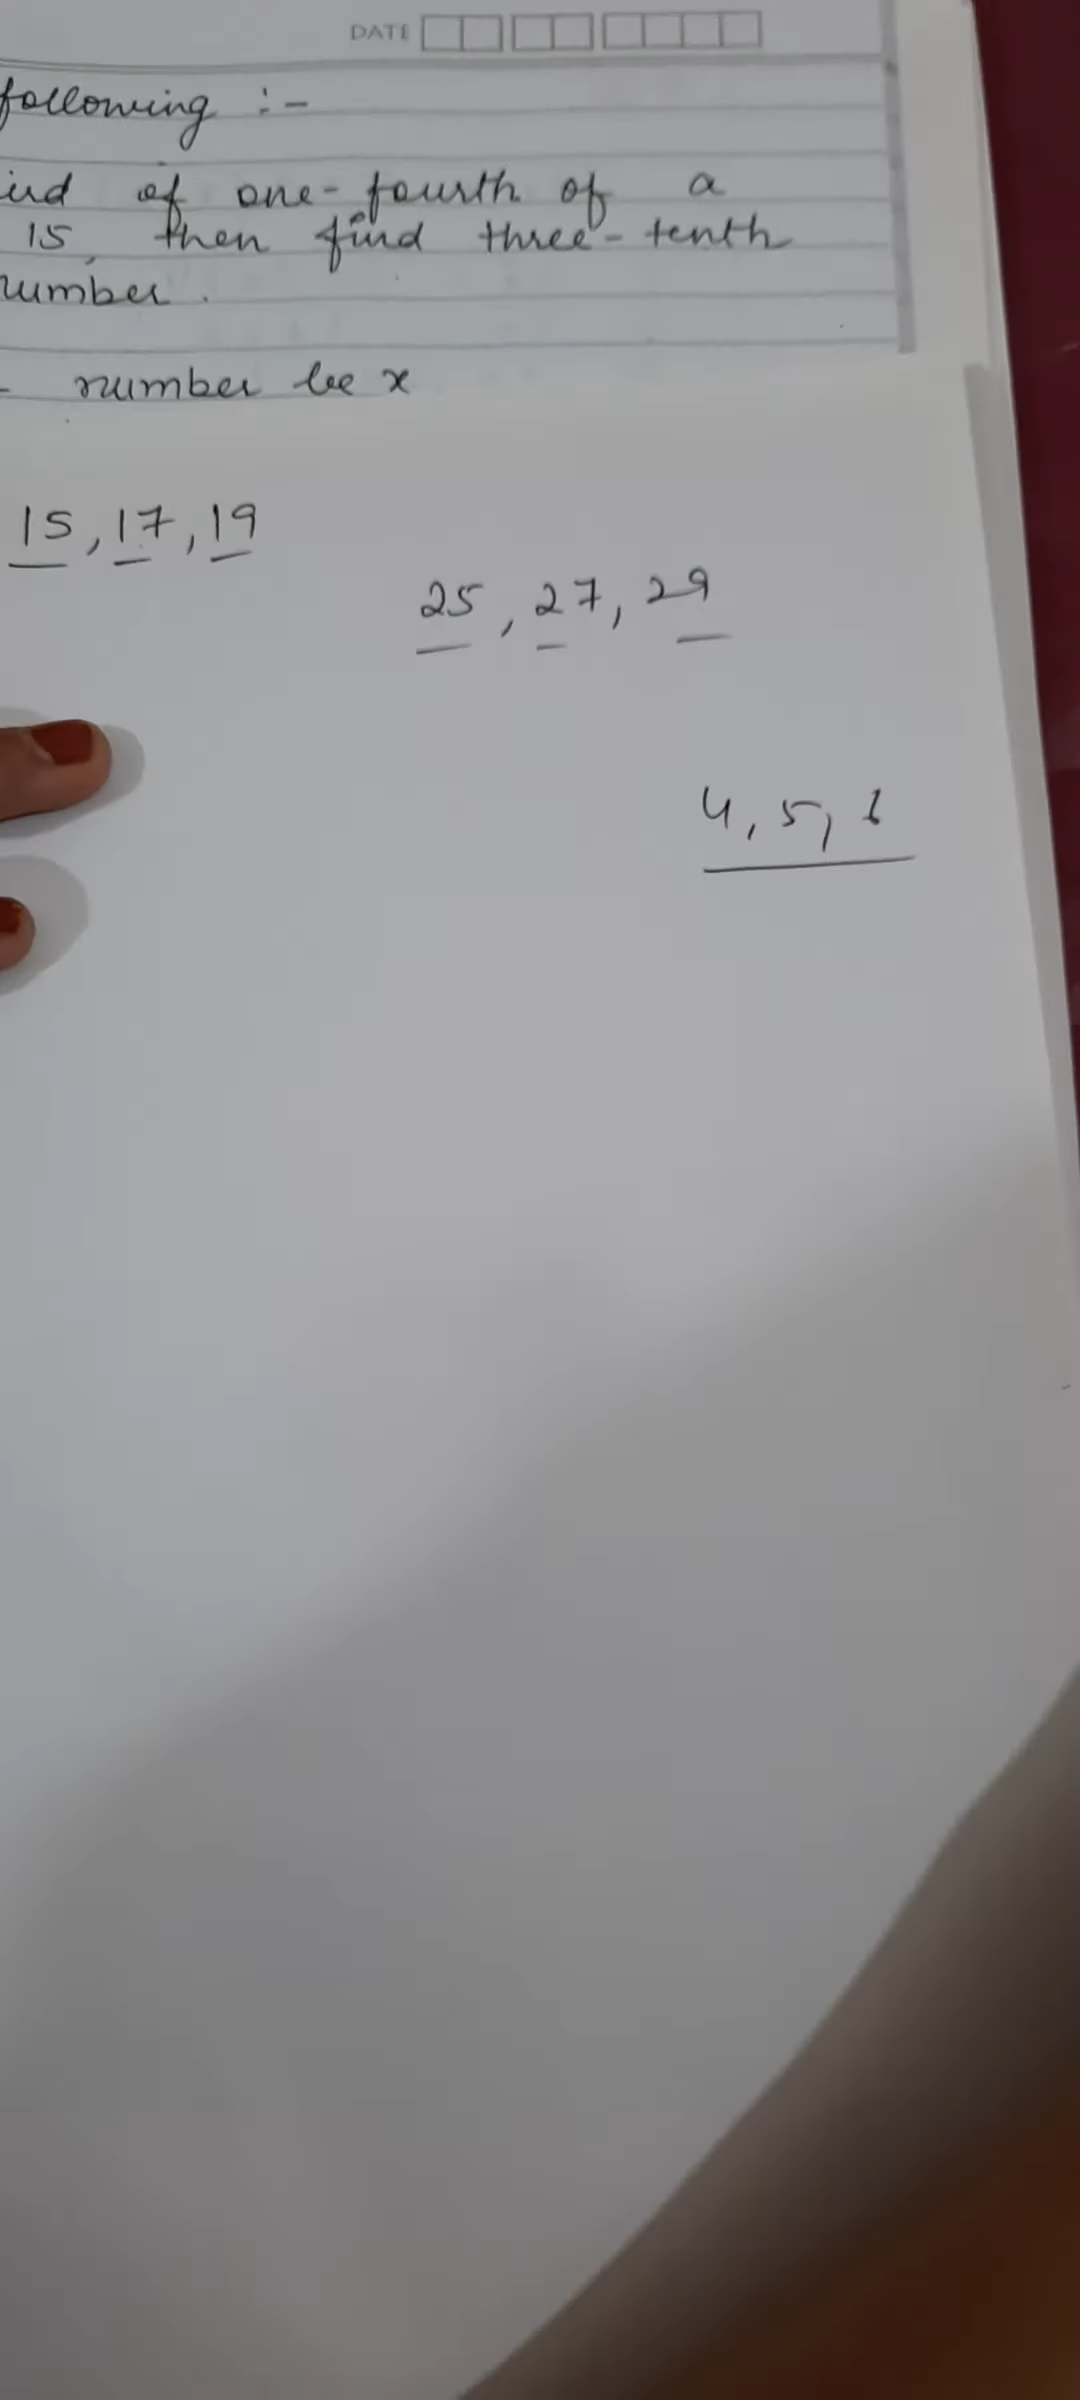 DATE
following :-
of one-fourth of a
15, then find three-tenth
number.
number be x
15, 17, 19
25, 27, 29
4, 5, 6